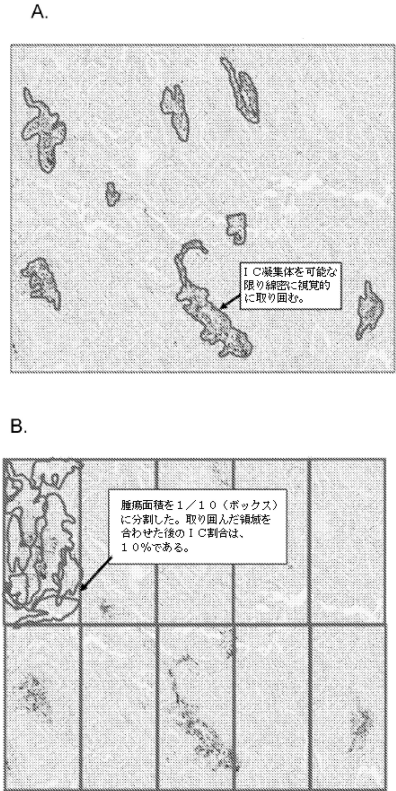 A.
IC凝集体を可能な
限り綿密に視覚的
に取り囲む。
B.
腫瘍面積を1/10(ボックス)
に分割した。取り囲んだ領域を
合わせた後のIC割合は、
10%である。